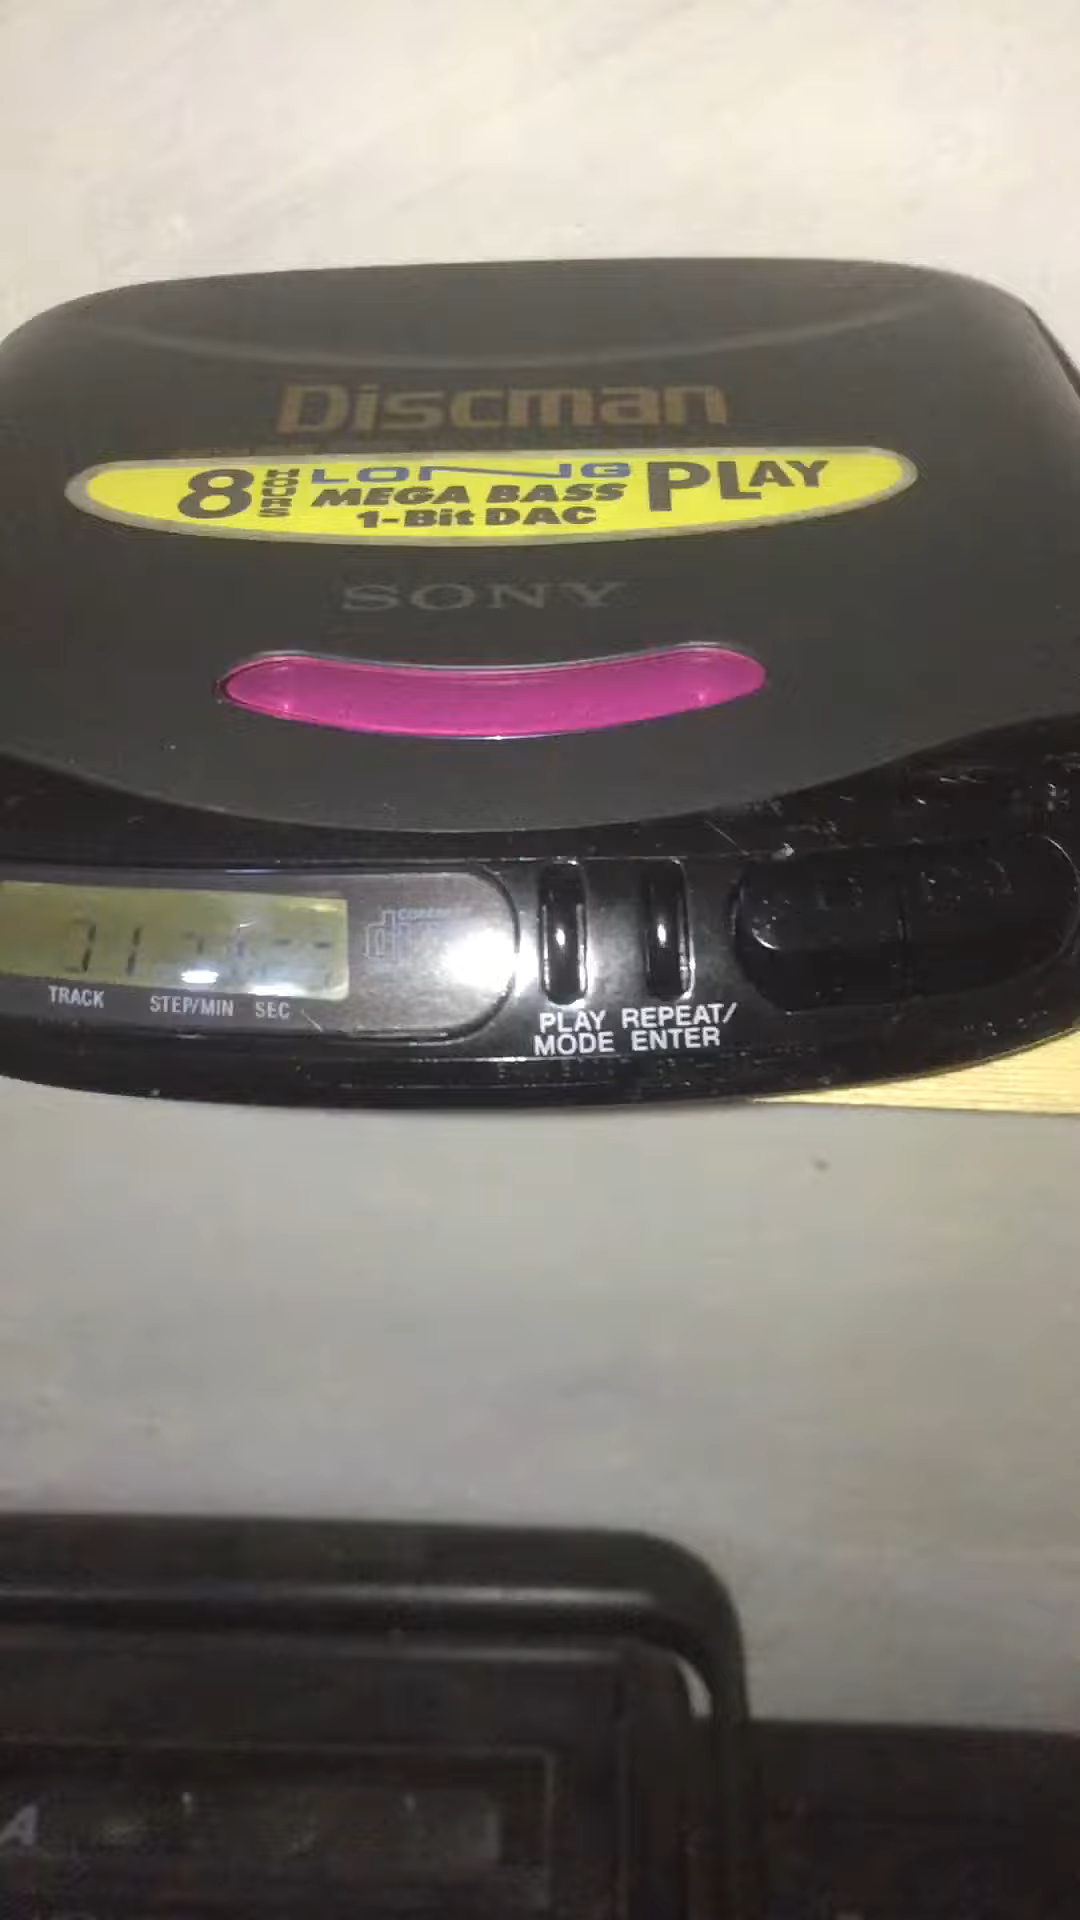 Discman
8 HOURS LONG PLAY
MEGA BASS
1-Bit DAC
SONY
01
TRACK STEP/MIN SEC
PLAY MODE
REPEAT/ ENTER
A